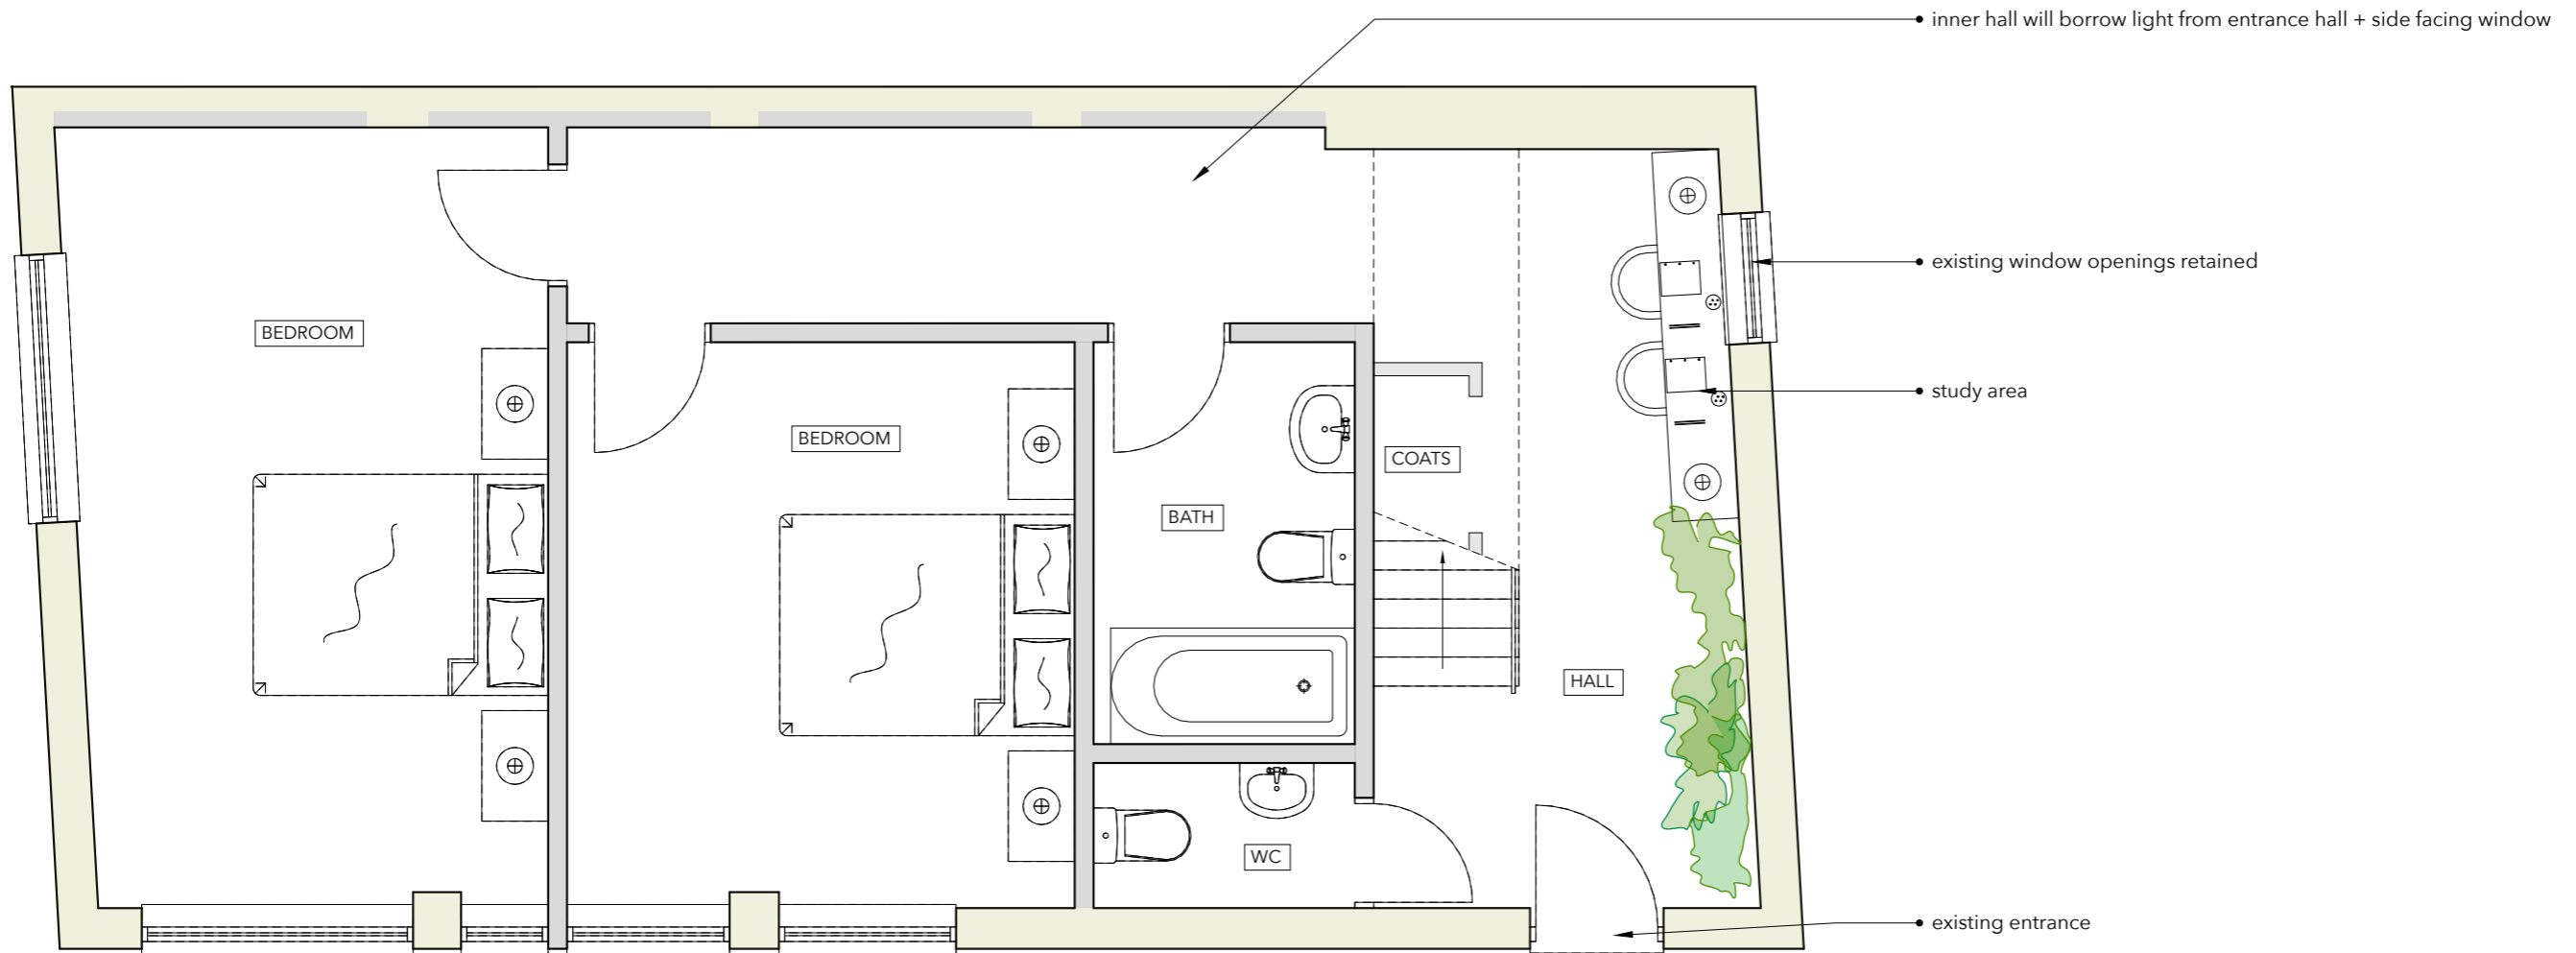 inner hall will borrow light from entrance hall + side facing window
existing window openings retained
BEDROOM
study area
BEDROOM
COATS
BATH
HALL
WC
existing entrance